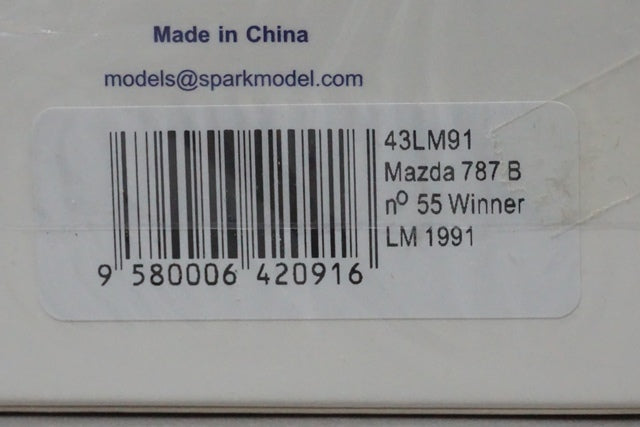 Made in China
models@sparkmodel.com
43LM91
Mazda 787 B
nº 55 Winner
LM 1991
9 580006 420916